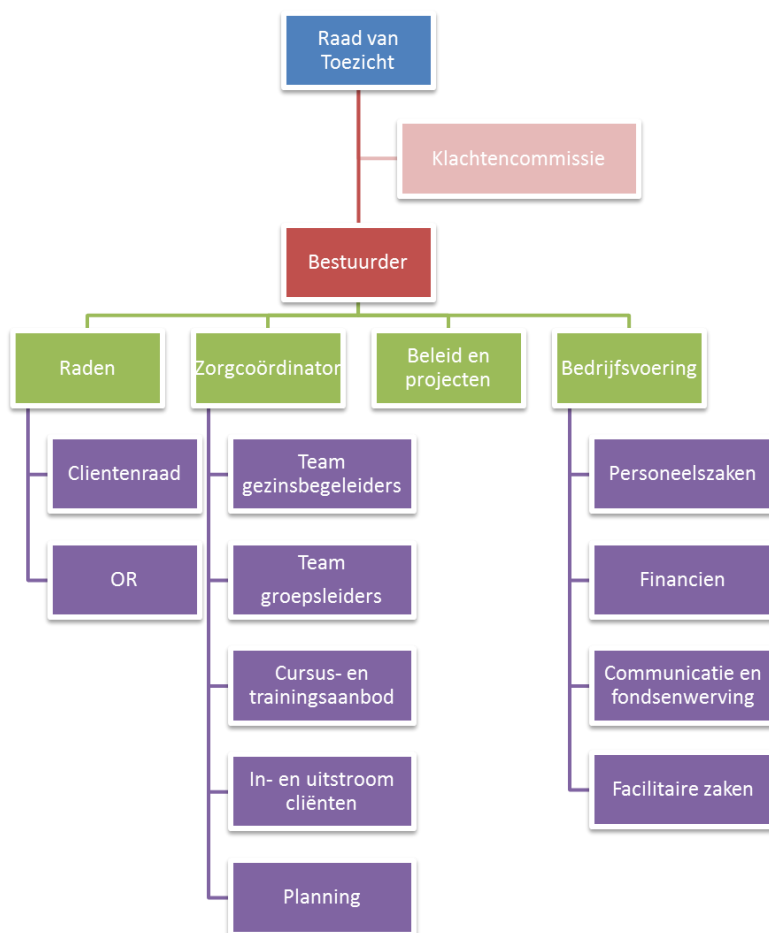 Raad van
Toezicht
Klachtencommissie
Bestuurder
Raden
Zorgcoördinator
Beleid en
projecten
Bedrijfsvoering
Clientenraad
OR
Team
gezinsbegeleiders
Team
groepsleiders
Cursus- en
trainingsaanbod
In- en uitstroom
cliënten
Planning
Personeelszaken
Financien
Communicatie en
fondsenwerving
Facilitaire zaken